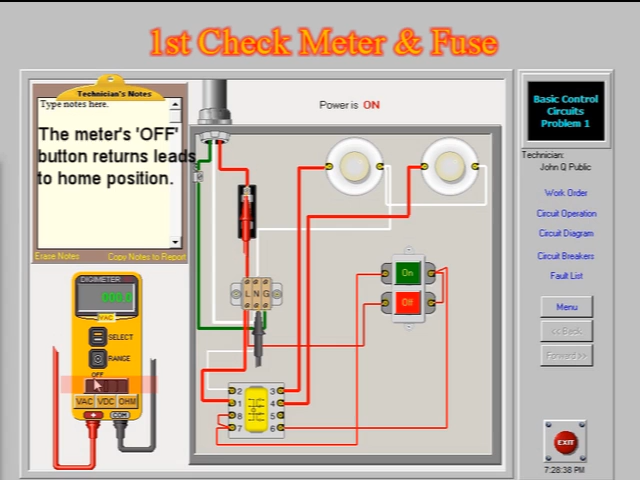 1st Check Meter & Fuse
Technician's Notes
Type notes here.
The meter's 'OFF'
button returns leads
to home position.
Erase Notes
Copy Notes to Report
Power is ON
Basic Control
Circuits
Problem 1
Technician:
John Q Public
Work Order
Circuit Operation
Circuit Diagram
Circuit Breakers
Fault List
Menu
<< Back
Forward >>
EXIT
7:28:38 PM
DIGIMETER
VAC
SELECT
RANGE
OFF
VAC VDC OHM
+ COM
On
Off
L N G
2 3
1 4
8 5
7 6